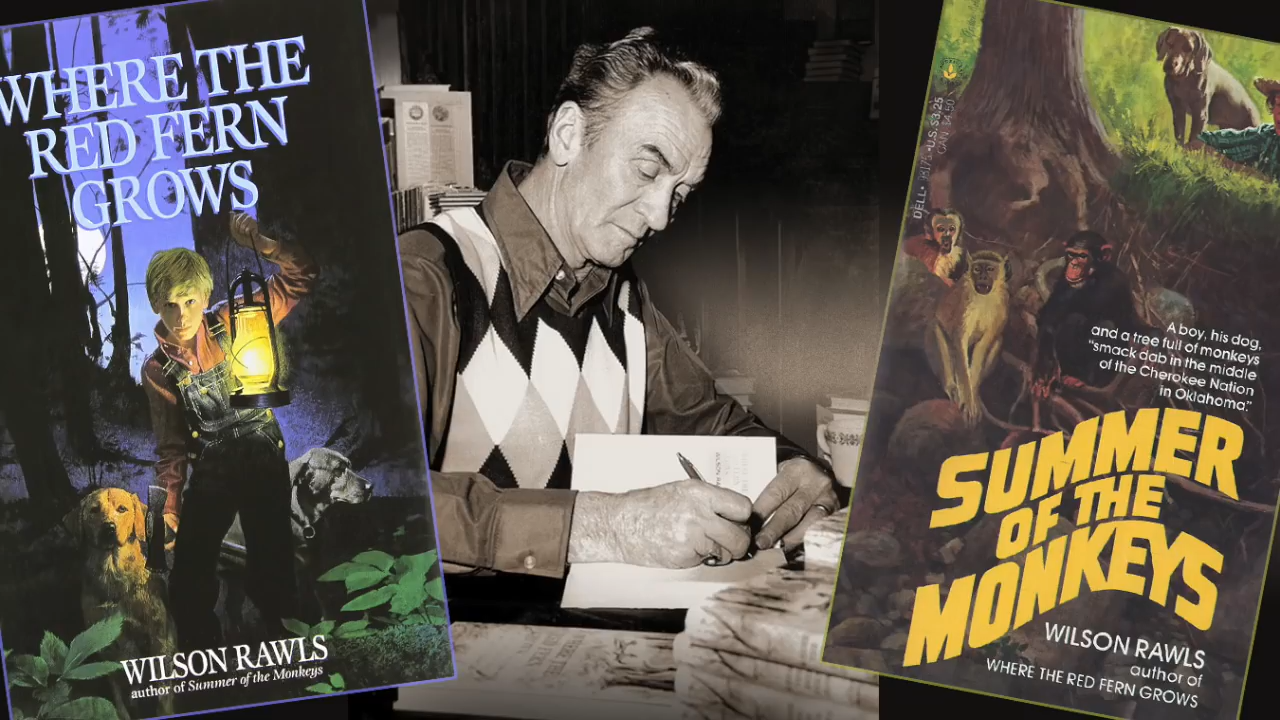 WHERE THE
RED FERN
GROWS
WILSON RAWLS
author of Summer of the Monkeys
DELL • U.S. $3.25
A boy, his dog,
and a tree full of monkeys
"smack dab in the middle
of the Cherokee Nation
in Oklahoma."
SUMMER
OF THE
MONKEYS
WILSON RAWLS
author of
WHERE THE RED FERN GROWS